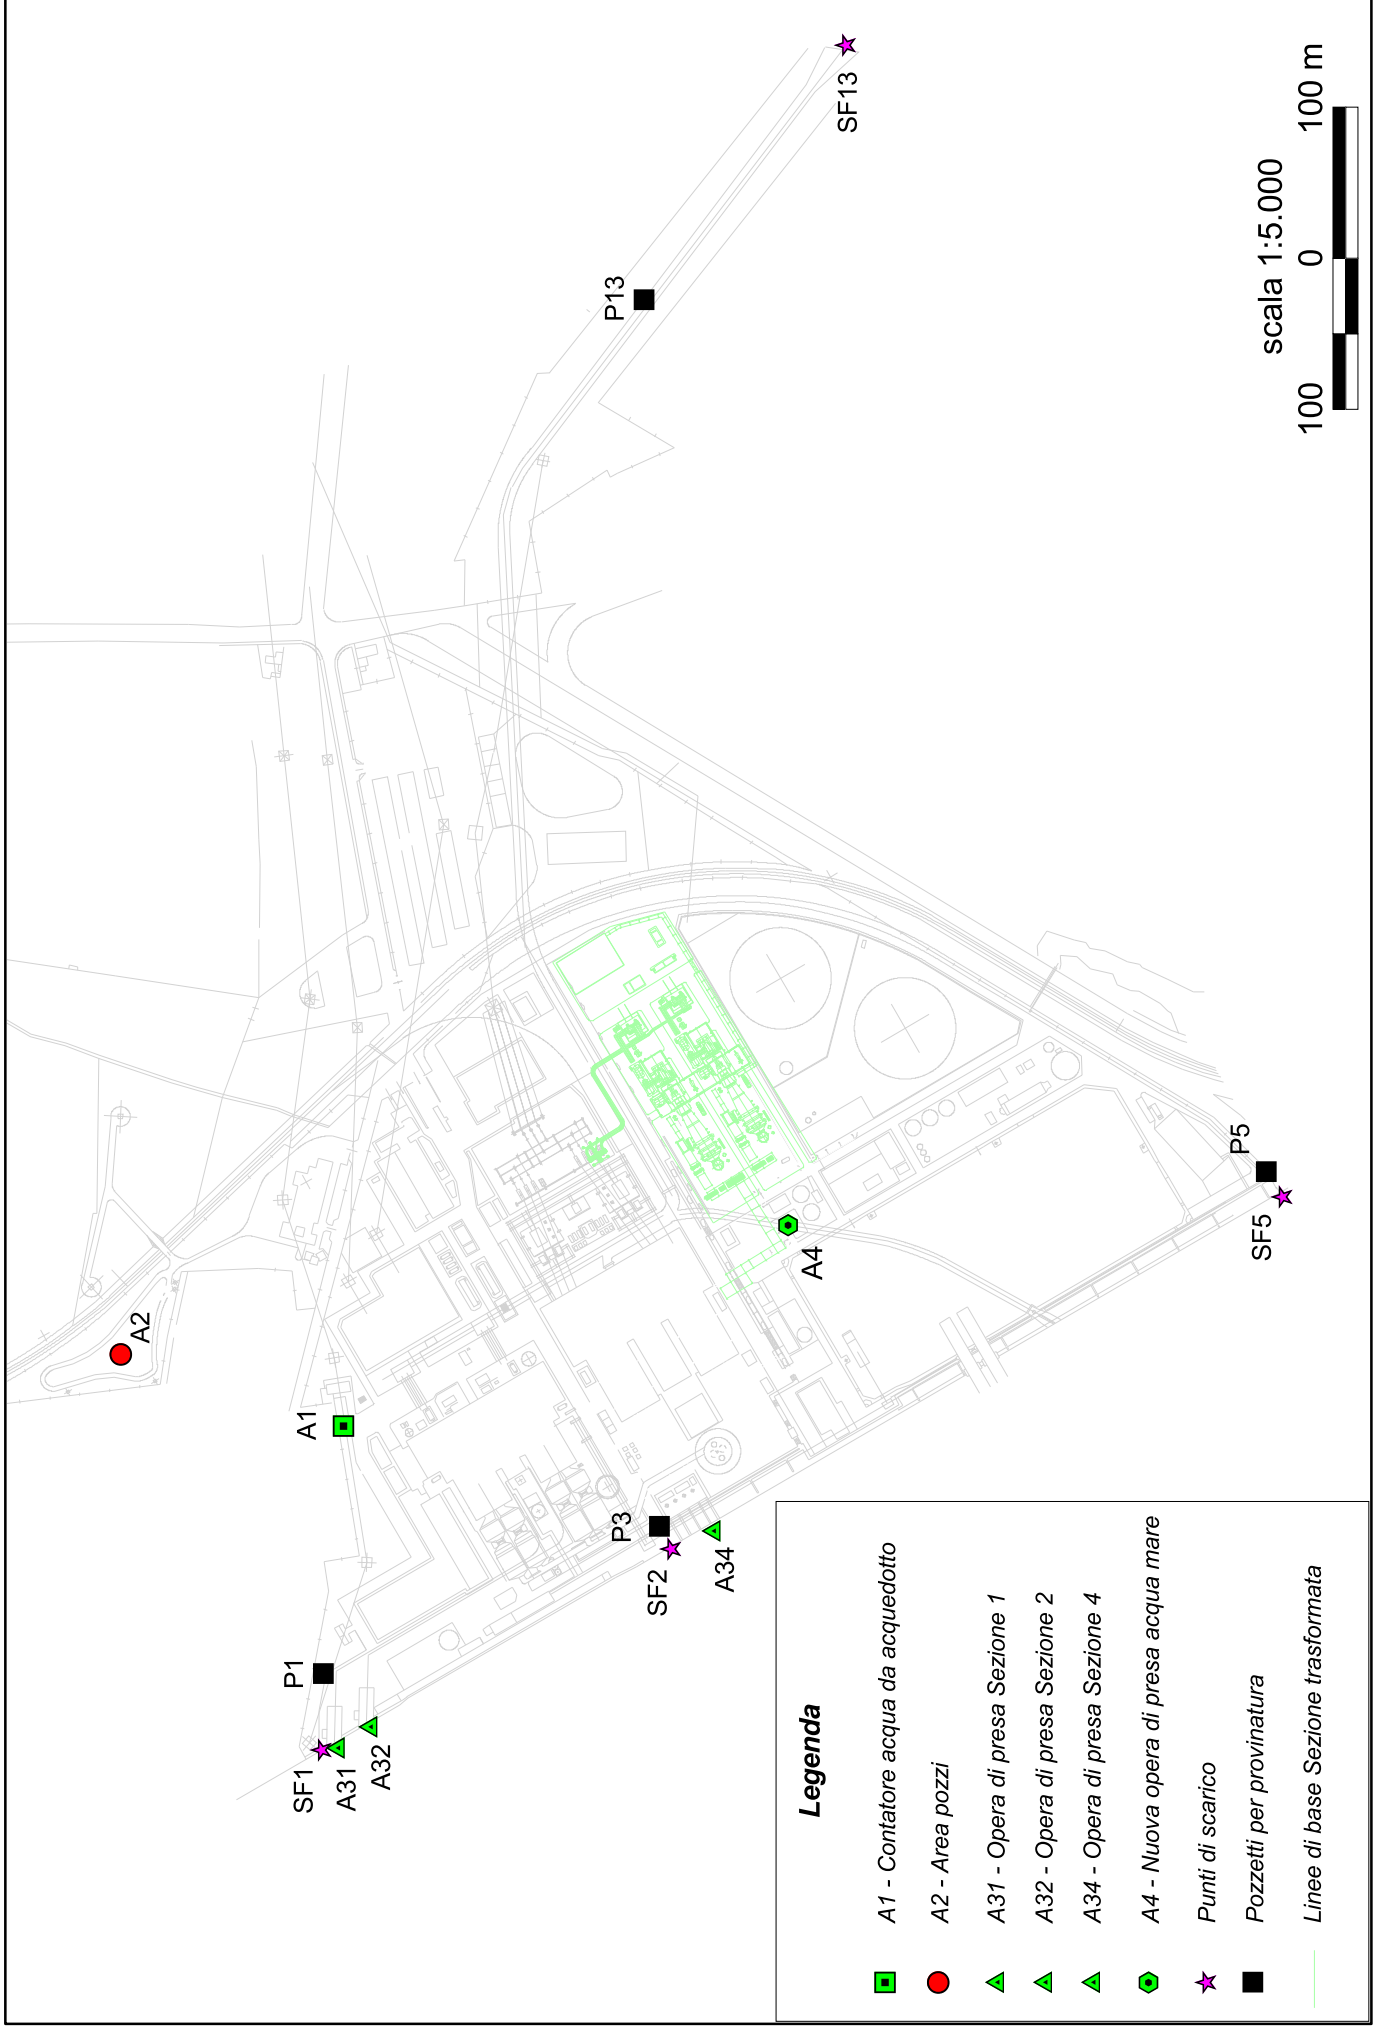 A2
P1
SF1
A1
A31
A32
P13
P3
SF2
A34
A4
SF13
P5
SF5
Legenda
A1 - Contatore acqua da acquedotto
A2 - Area pozzi
A31 - Opera di presa Sezione 1
A32 - Opera di presa Sezione 2
A34 - Opera di presa Sezione 4
A4 - Nuova opera di presa acqua mare
Punti di scarico
Pozzetti per provinatura
Linee di base Sezione trasformata
scala 1:5.000
100 0 100 m